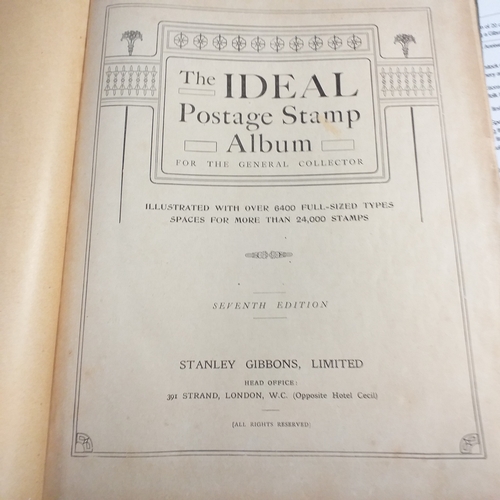 The IDEAL
Postage Stamp
Album
FOR THE GENERAL COLLECTOR
ILLUSTRATED WITH OVER 6400 FULL-SIZED TYPES
SPACES FOR MORE THAN 24,000 STAMPS
SEVENTH EDITION
STANLEY GIBBONS, LIMITED
HEAD OFFICE:
391 STRAND, LONDON, W.C. (Opposite Hotel Cecil)
[ALL RIGHTS RESERVED]